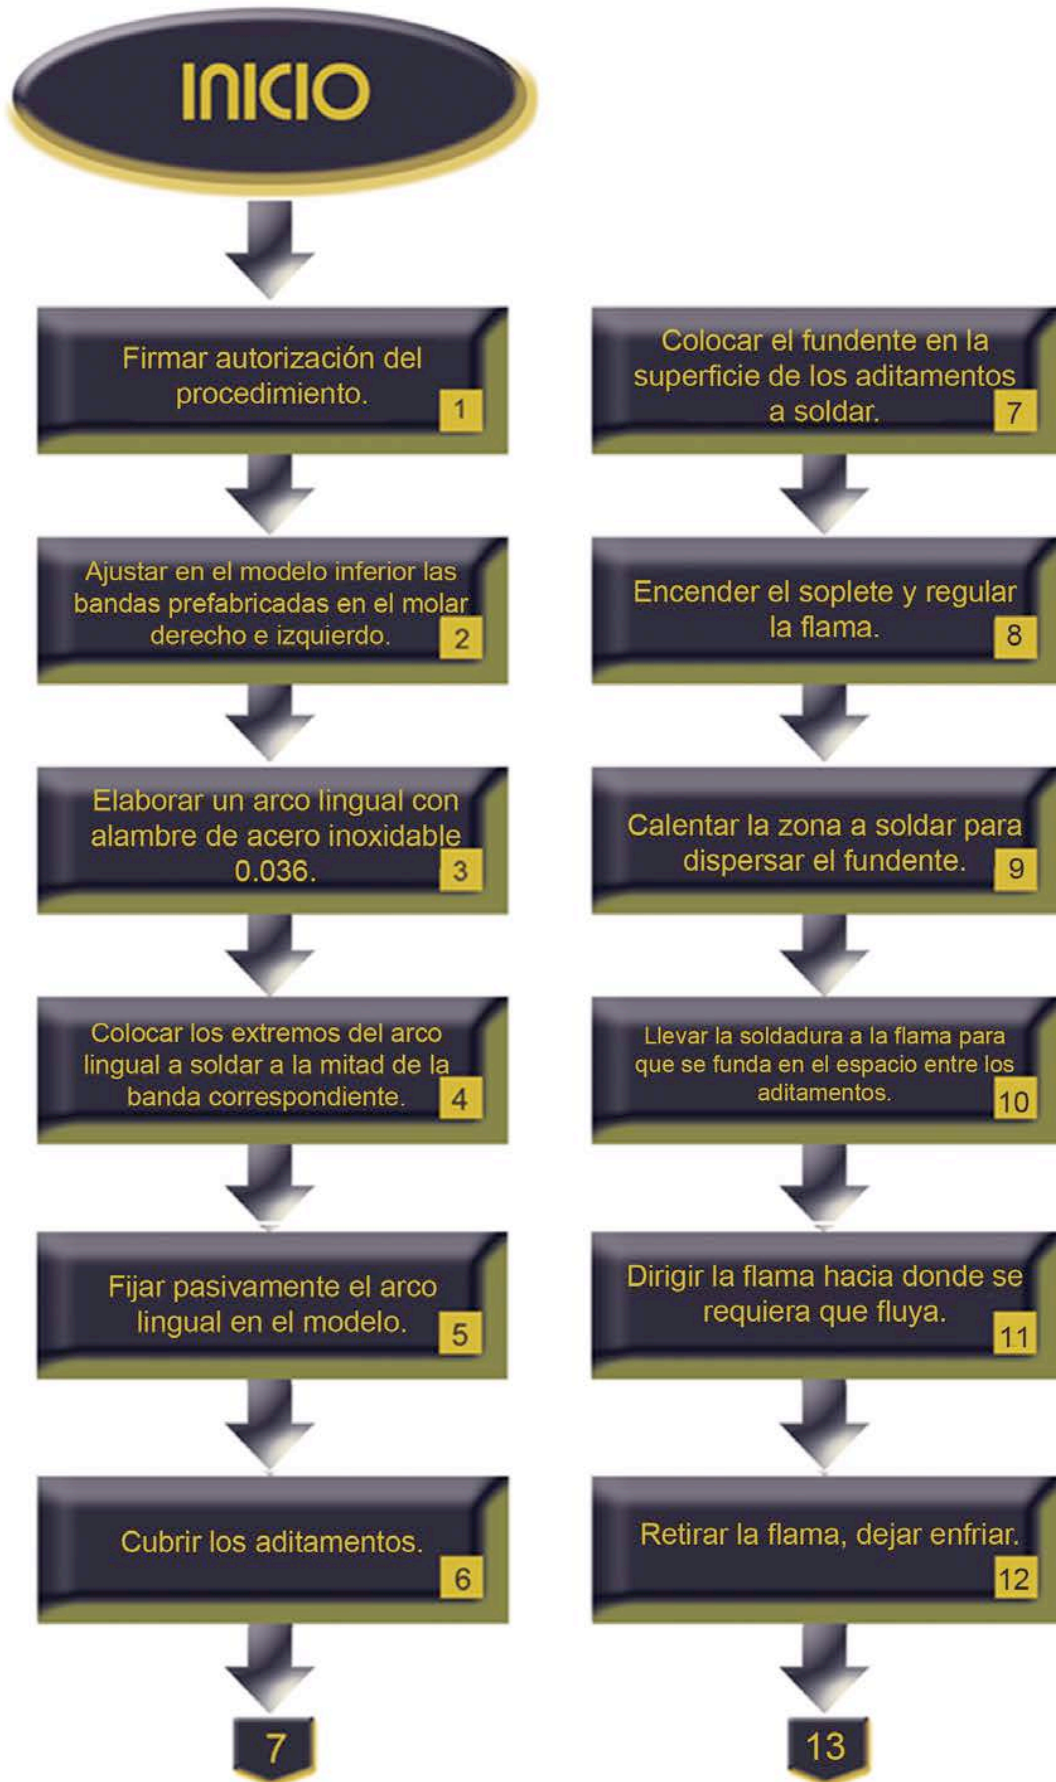 INICIO
Firmar autorización del
procedimiento.
1
Ajustar en el modelo inferior las
bandas prefabricadas en el molar
derecho e izquierdo.
2
Elaborar un arco lingual con
alambre de acero inoxidable
0.036.
3
Colocar los extremos del arco
lingual a soldar a la mitad de la
banda correspondiente.
4
Fijar pasivamente el arco
lingual en el modelo.
5
Cubrir los aditamentos.
6
7
Colocar el fundente en la
superficie de los aditamentos
a soldar.
7
Encender el soplete y regular
la flama.
8
Calentar la zona a soldar para
dispersar el fundente.
9
Llevar la soldadura a la flama para
que se funda en el espacio entre los
aditamentos.
10
Dirigir la flama hacia donde se
requiera que fluya.
11
Retirar la flama, dejar enfriar.
12
13